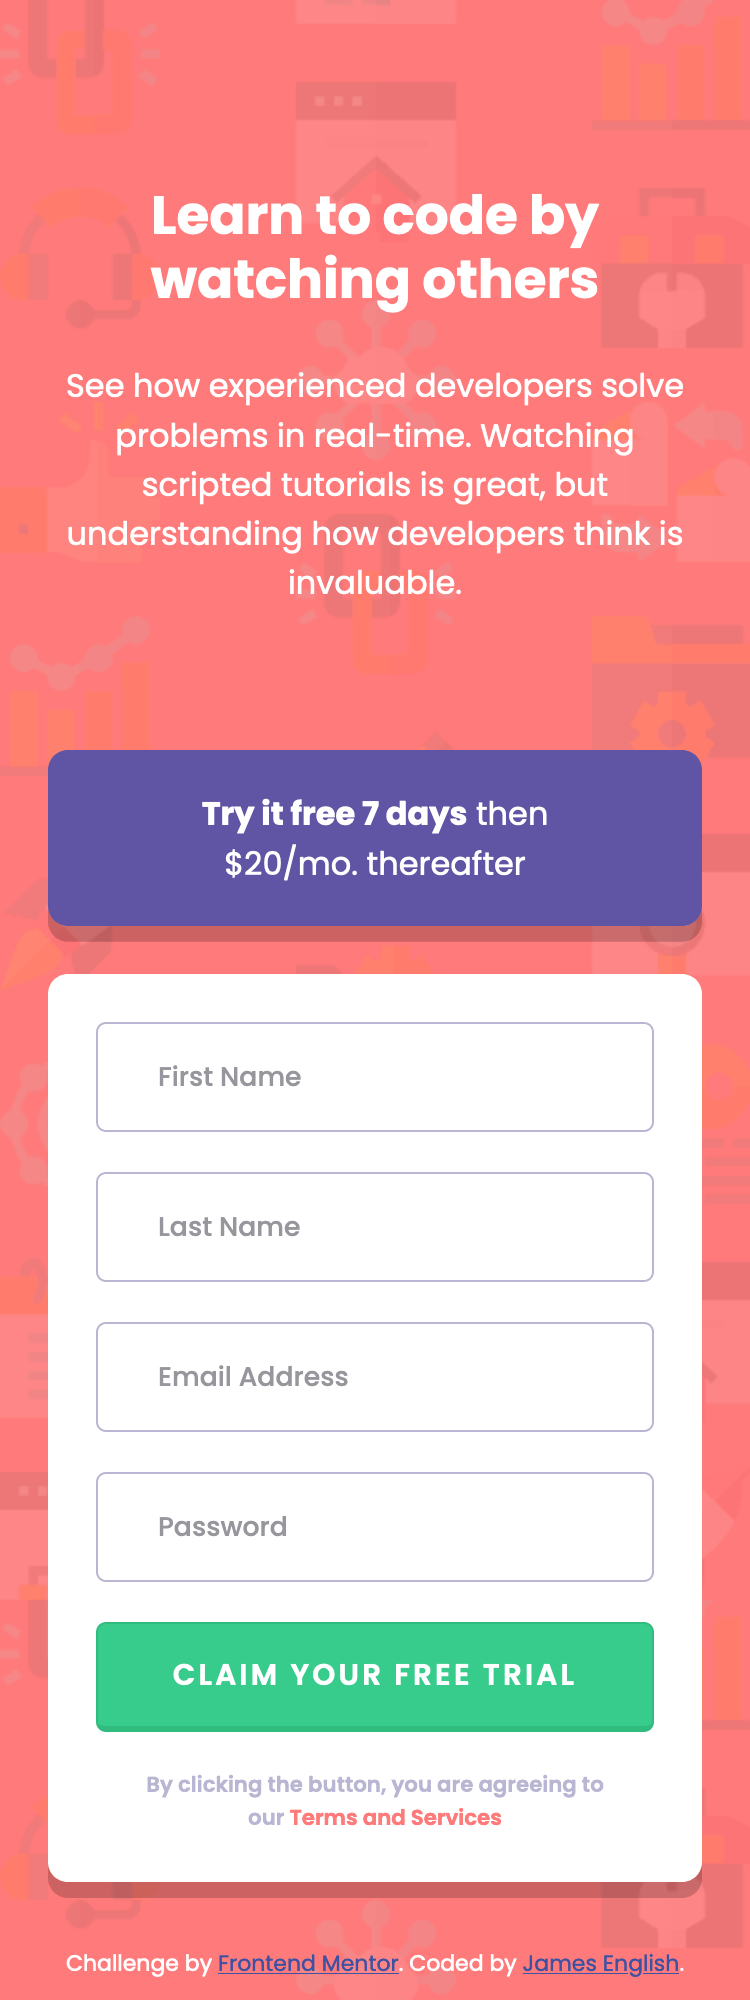 Learn to code by
watching others
See how experienced developers solve
problems in real-time. Watching
scripted tutorials is great, but
understanding how developers think is
invaluable.
Try it free 7 days then
$20/mo. thereafter
First Name
Last Name
Email Address
Password
CLAIM YOUR FREE TRIAL
By clicking the button, you are agreeing to
our Terms and Services
Challenge by Frontend Mentor. Coded by James English.